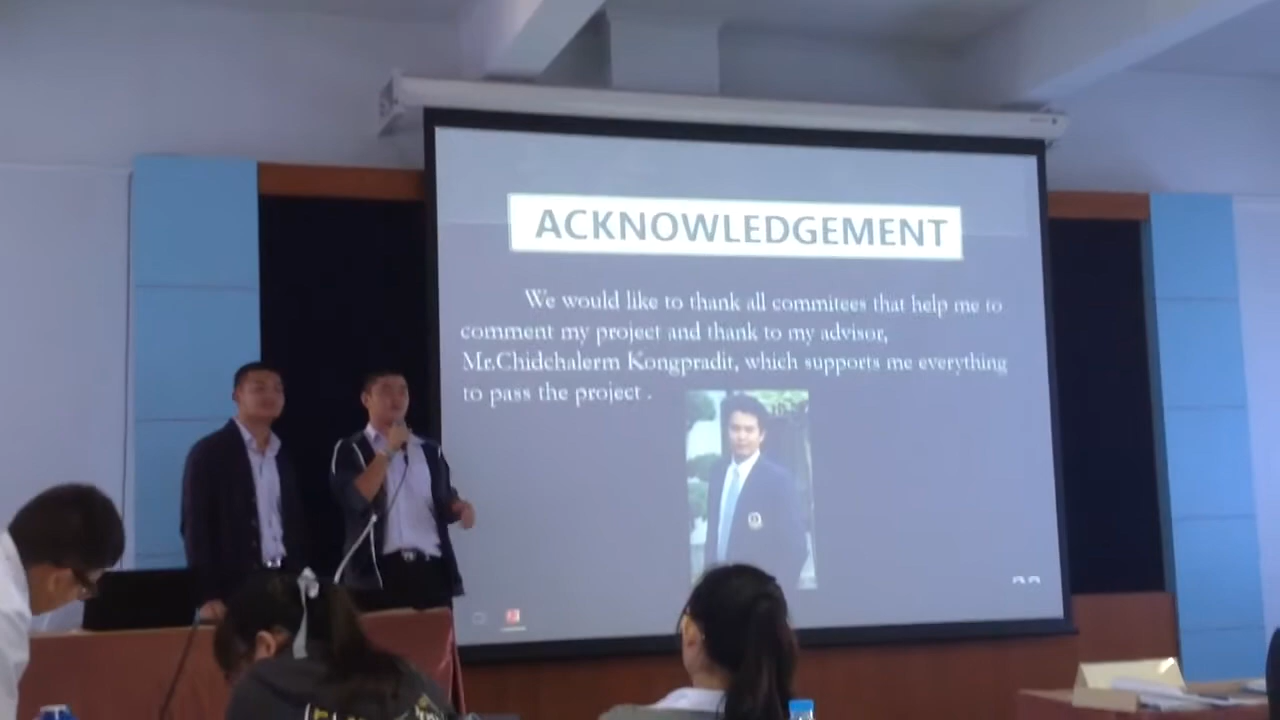 ACKNOWLEDGEMENT
We would like to thank all commitees that help me to
comment my project and thank to my advisor,
Mr.Chidchalerm Kongpradit, which supports me everything
to pass the project .